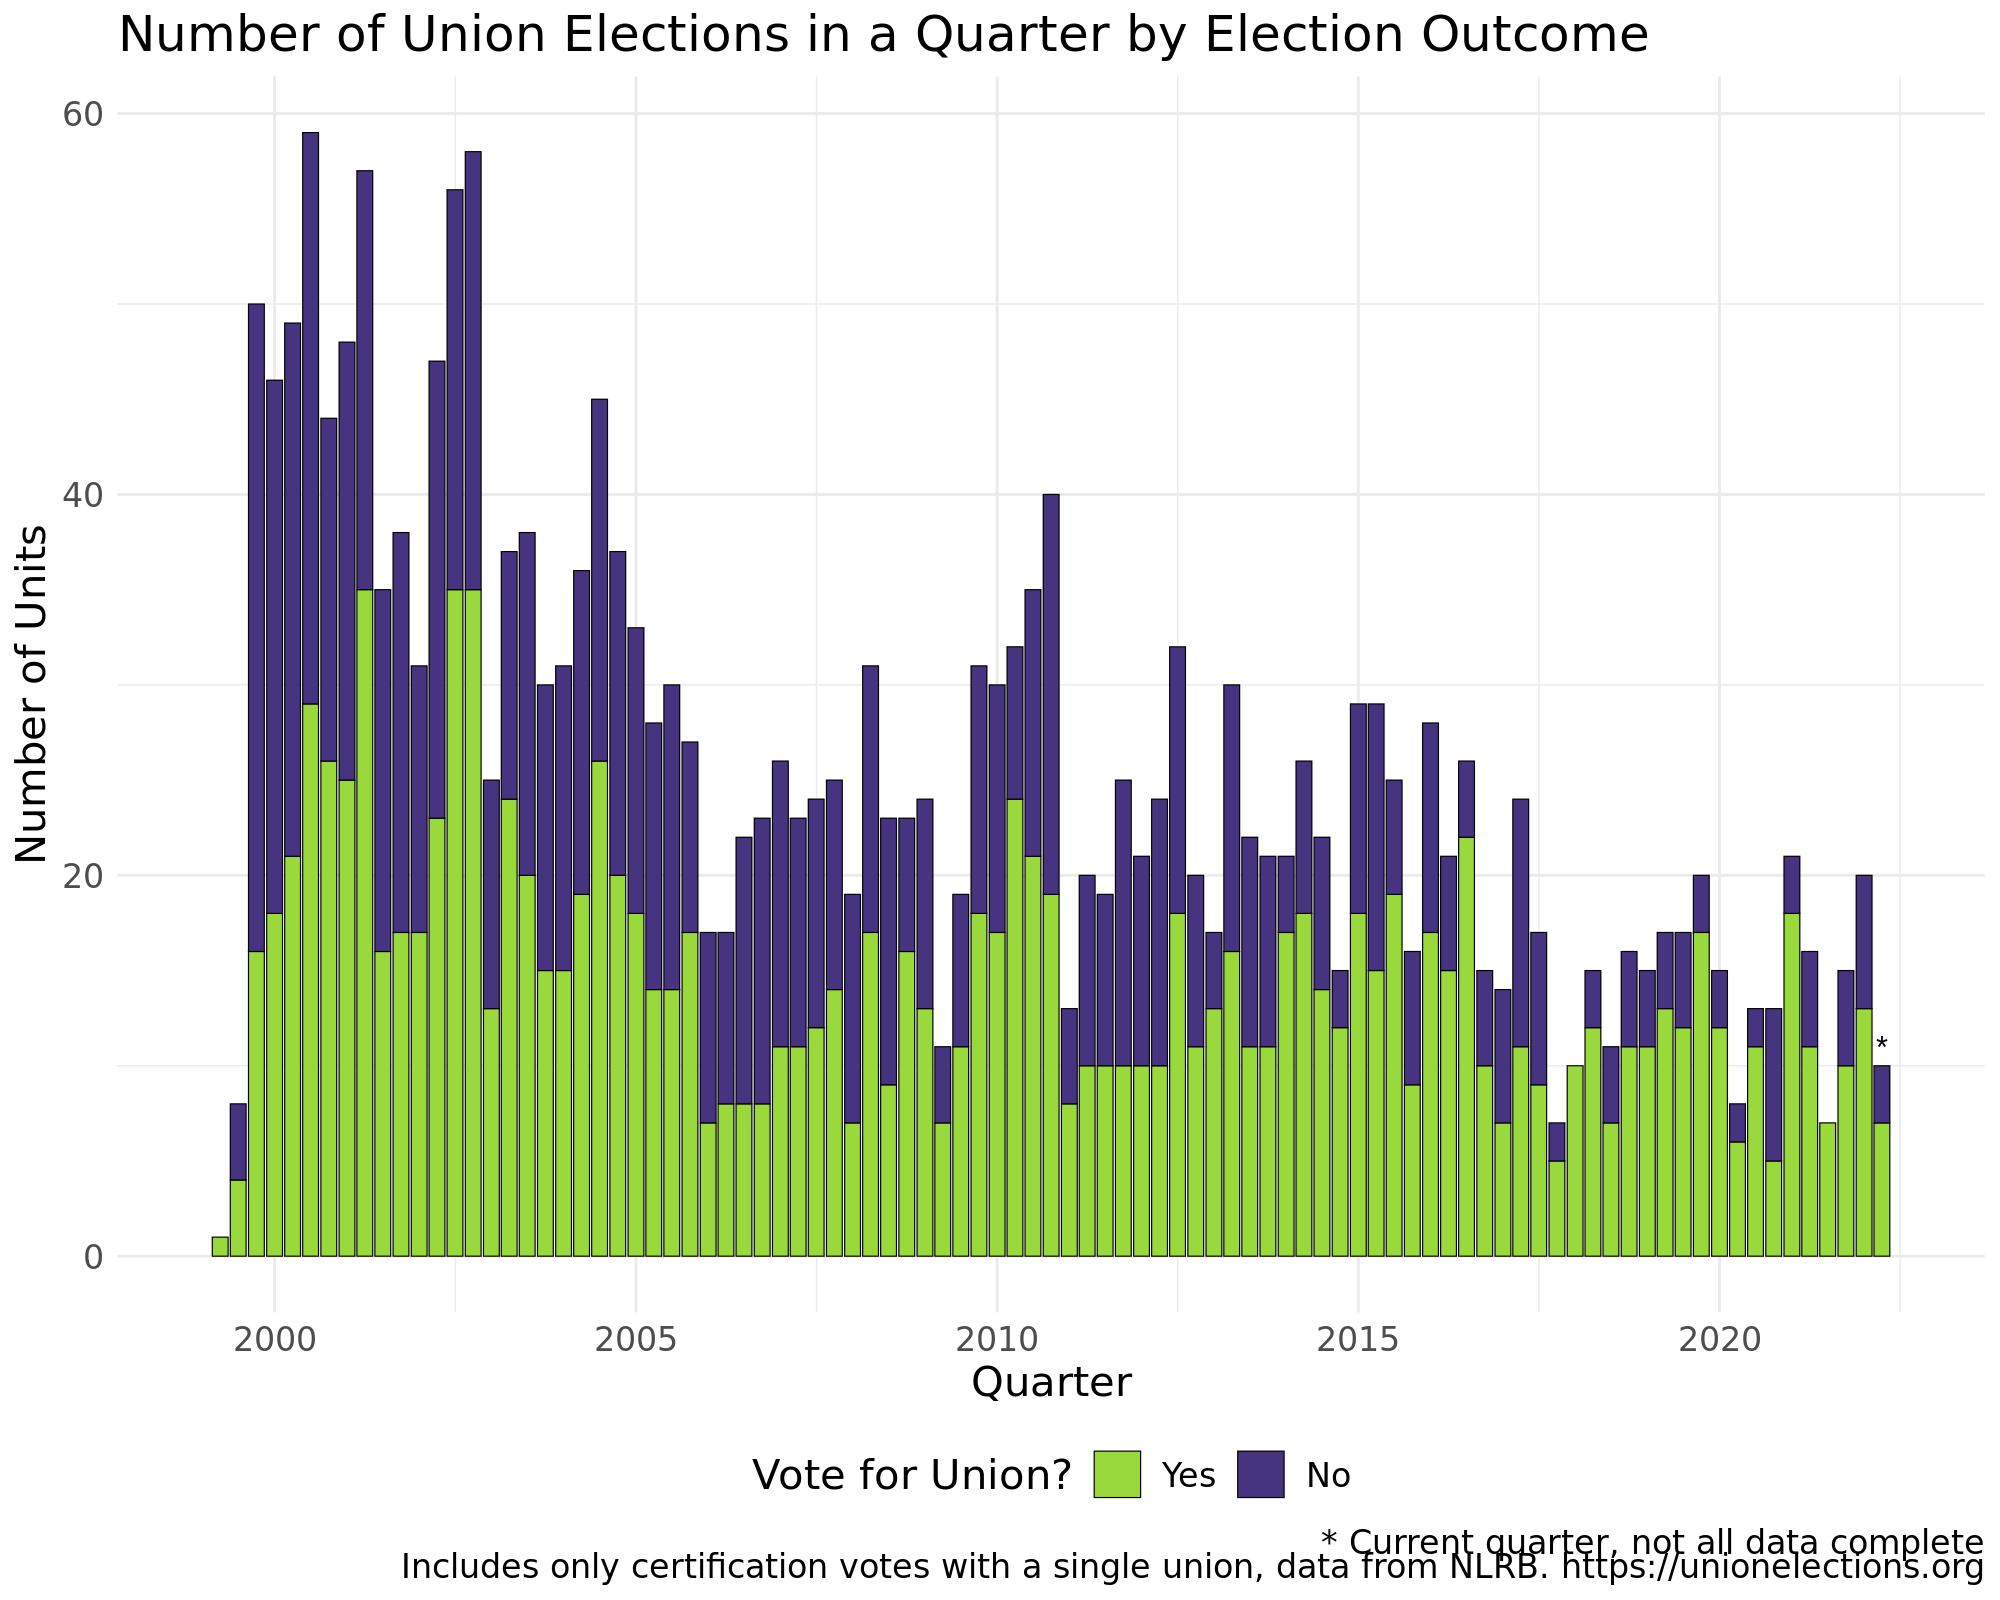 Number of Union Elections in a Quarter by Election Outcome
60
40
20
0
Number of Units
*
2000 2005 2010 2015 2020
Quarter
Vote for Union? Yes No
* Current quarter, not all data complete
Includes only certification votes with a single union, data from NLRB. https://unionelections.org